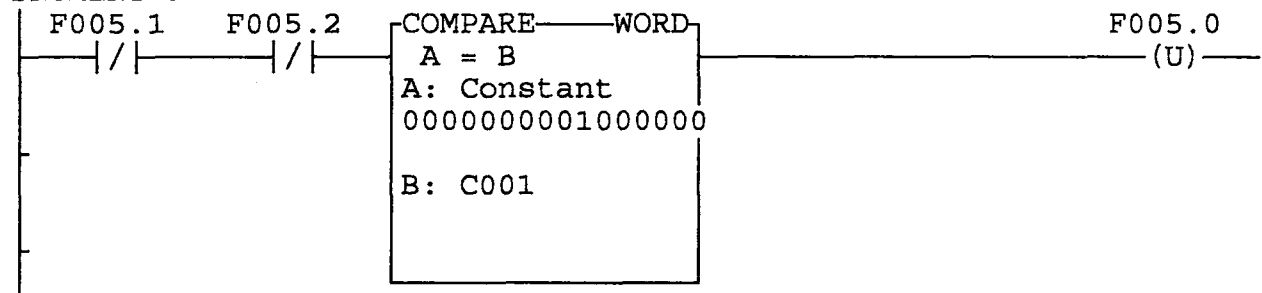 F005.1 F005.2 COMPARE WORD F005.0
A = B (U)
A: Constant
0000000001000000
B: C001